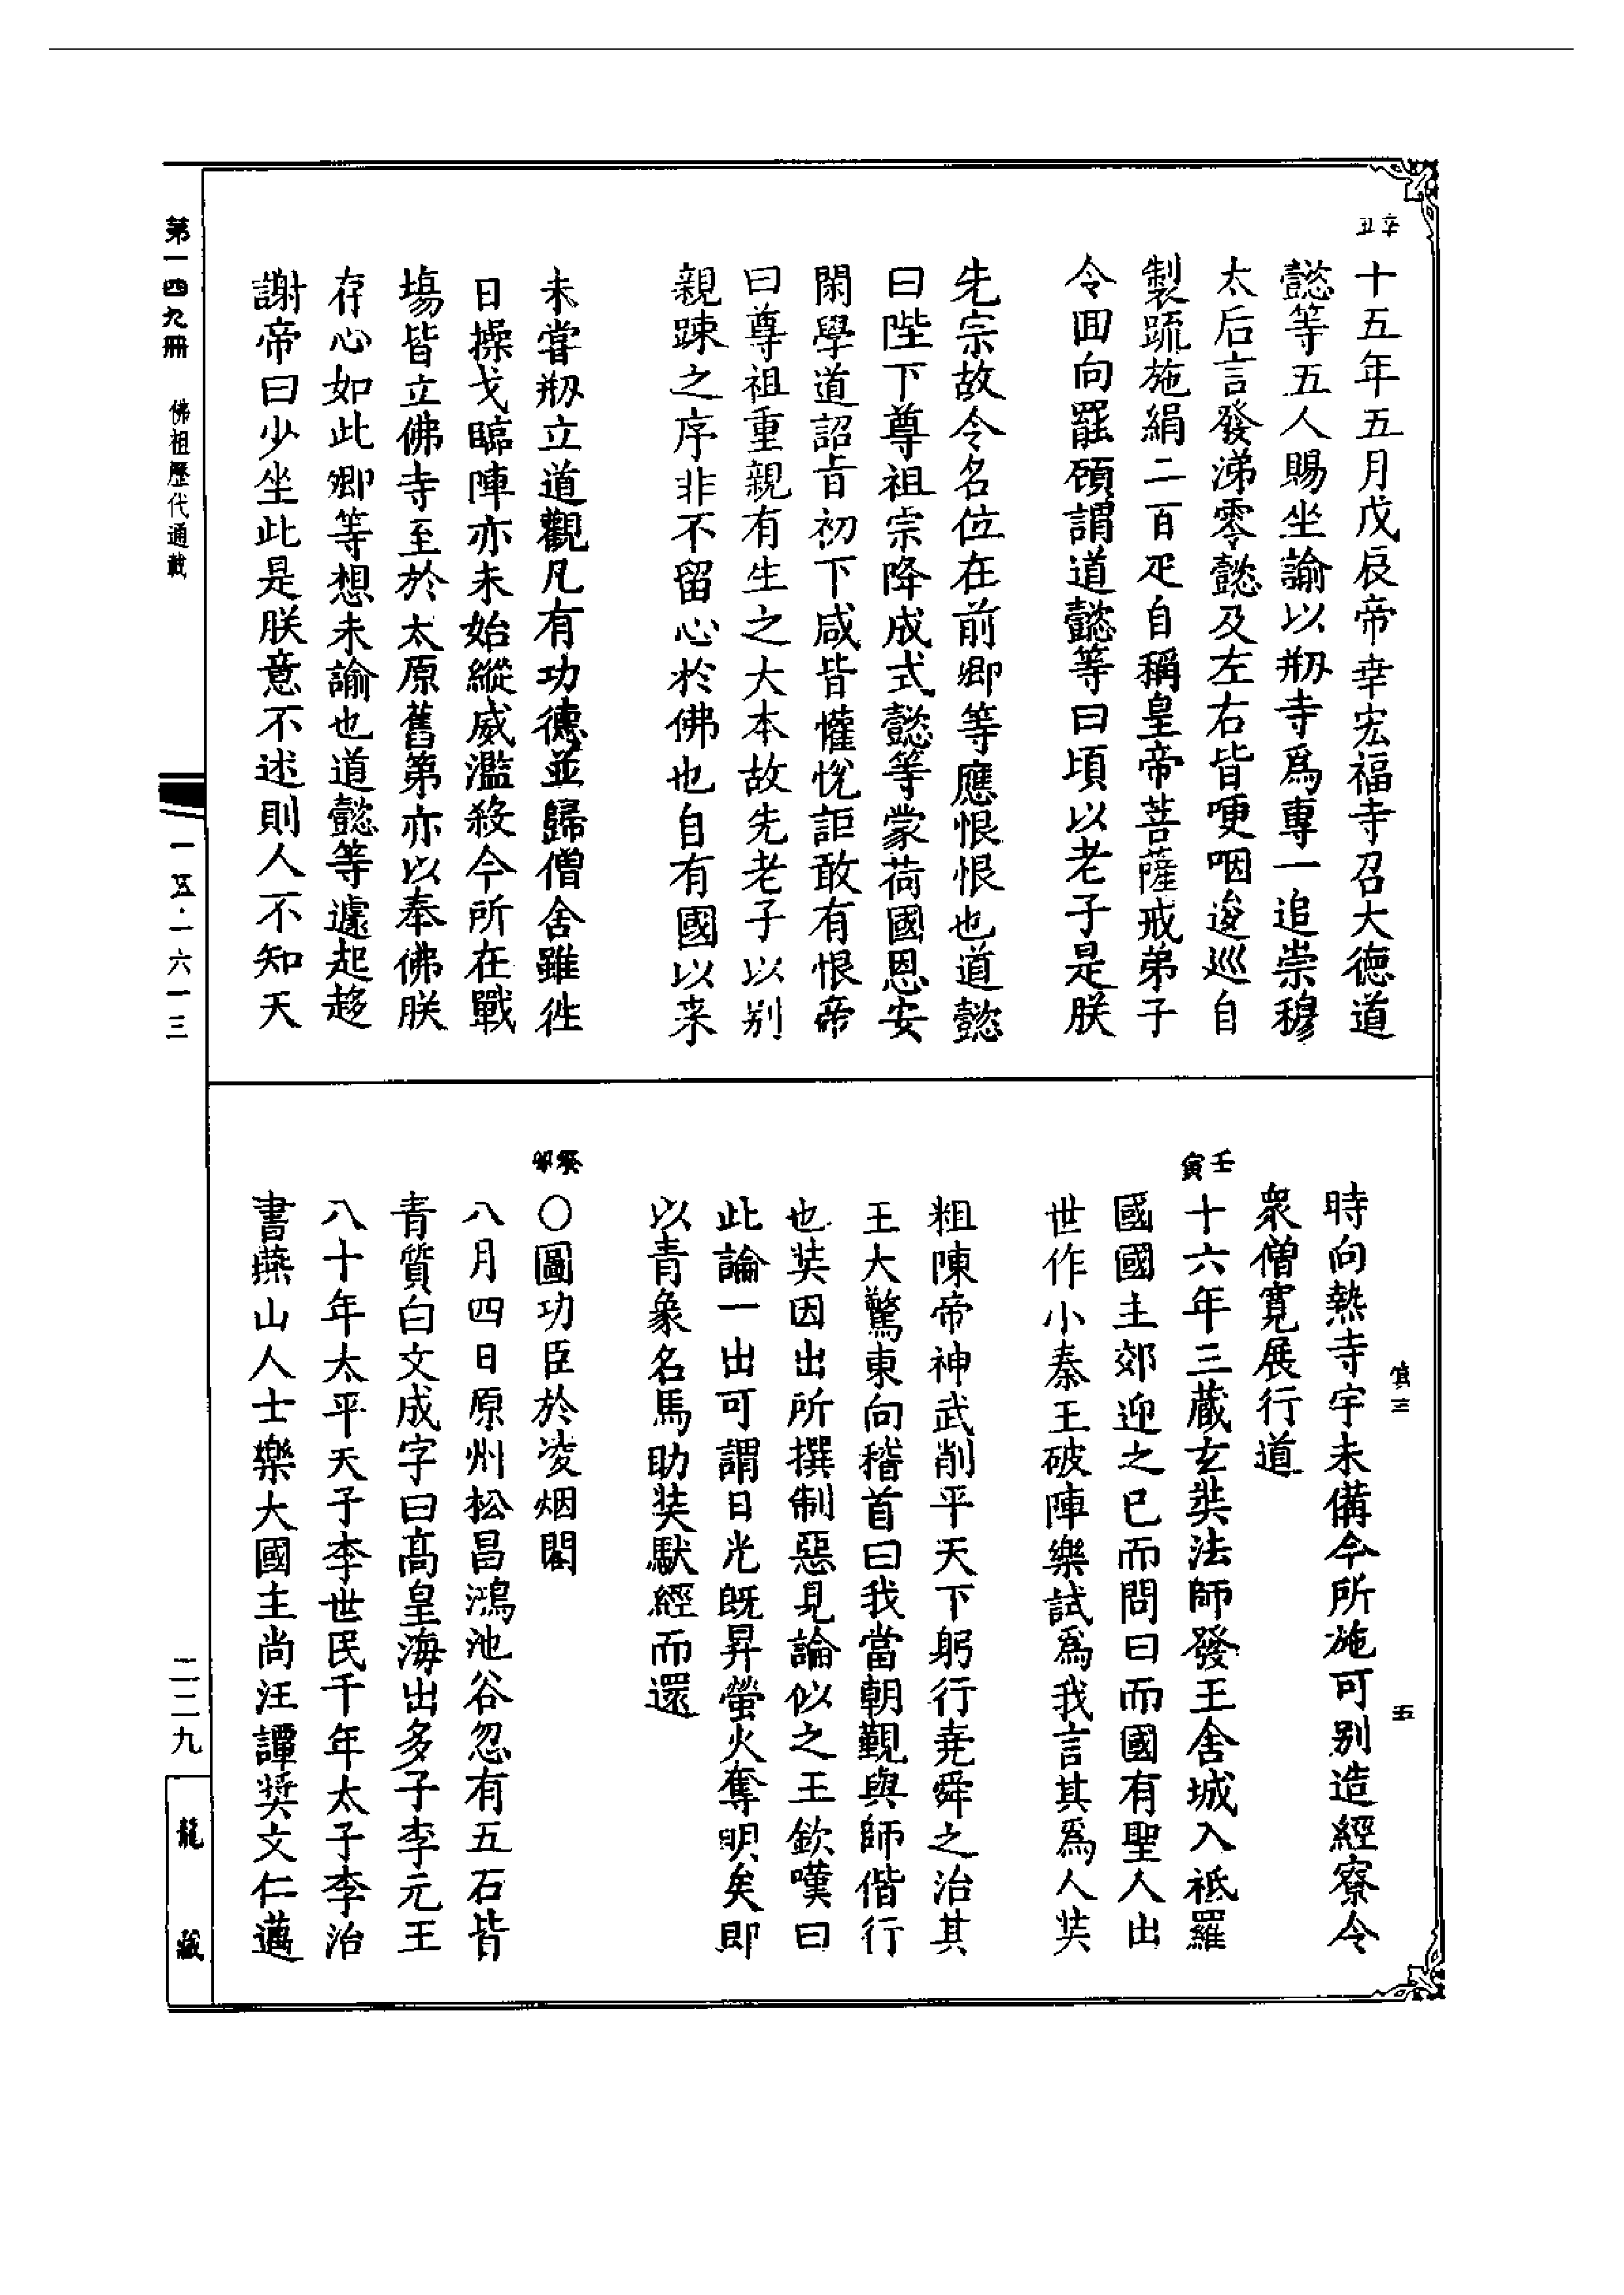 辛丑
十五年五月戊辰帝幸宏福寺召大德道
懿等五人賜坐諭以剏寺爲專一追崇穆
太后言發涕零懿及左右皆哽咽逡巡自
製疏施絹二百疋自稱皇帝菩薩戒弟子
令回向罷顧謂道懿等曰頃以老子是朕
先宗故令名位在前卿等應恨恨也道懿
曰陛下尊祖宗降成式懿等蒙荷國恩安
閑學道詔旨初下咸皆懽悅詎敢有恨帝
曰尊祖重親有生之大本故先老子以别
親踈之序非不留心於佛也自有國以来
未嘗剏立道觀凡有功德並歸僧舍雖徃
日操戈臨陣亦未始縱威濫殺今所在戰
塲皆立佛寺至於太原舊第亦以奉佛朕
存心如此卿等想未諭也道懿等遽起趍
謝帝曰少坐此是朕意不述則人不知天
時向熱寺宇未備今所施可别造經寮令
衆僧寛展行道
壬寅
十六年三藏玄奘法師發王舍城入祇羅
國國主郊迎之已而問曰而國有聖人出
世作小秦王破陣樂試爲我言其爲人奘
粗陳帝神武削平天下躬行尭舜之治其
王大驚東向稽首曰我當朝覲與師偕行
也奘因出所撰制惡見論似之王欽嘆曰
此論一出可謂日光既昇螢火奪明矣即
以青象名馬助奘馱經而還
癸卯
〇圖功臣於凌烟閣
八月四日原州松昌鴻池谷忽有五石皆
青質白文成字曰髙皇海出多子李元王
八十年太平天子李世民千年太子李治
書燕山人士樂大國主尚汪譚奬文仁邁
五
第一四九冊
佛祖歷代通載
一五·一六一三
二二九
龍藏